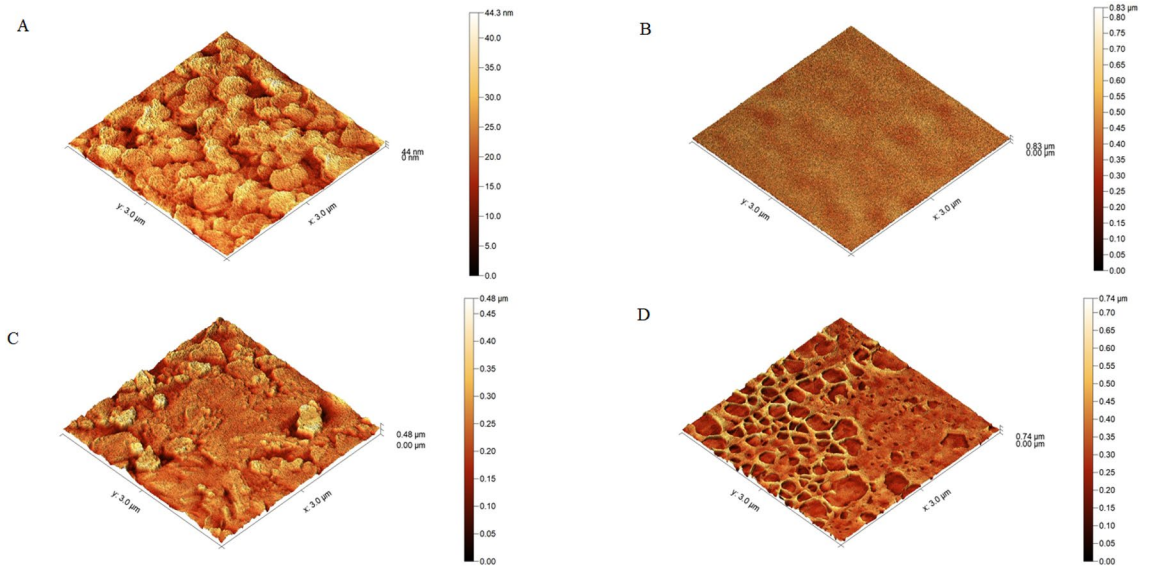 A
44.3 nm
40.0
35.0
30.0
25.0
20.0
15.0
10.0
5.0
0.0
44 nm
0 nm
y: 3.0 µm
x: 3.0 µm
B
0.83 µm
0.80
0.75
0.70
0.65
0.60
0.55
0.50
0.45
0.40
0.35
0.30
0.25
0.20
0.15
0.10
0.05
0.00
0.83 µm
0.00 µm
y: 3.0 µm
x: 3.0 µm
C
0.48 µm
0.45
0.40
0.35
0.30
0.25
0.20
0.15
0.10
0.05
0.00
0.48 µm
0.00 µm
y: 3.0 µm
x: 3.0 µm
D
0.74 µm
0.70
0.65
0.60
0.55
0.50
0.45
0.40
0.35
0.30
0.25
0.20
0.15
0.10
0.05
0.00
0.74 µm
0.00 µm
y: 3.0 µm
x: 3.0 µm